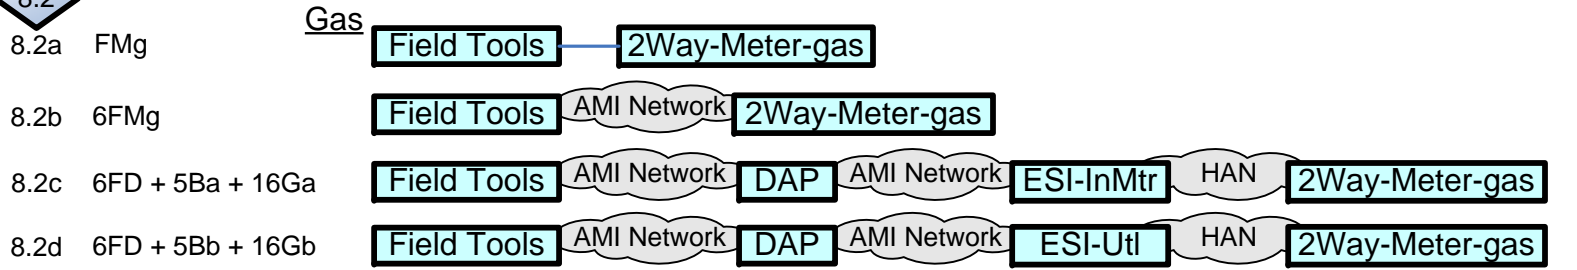 8.2
Gas
8.2a FMg Field Tools 2Way-Meter-gas
8.2b 6FMg Field Tools AMI Network 2Way-Meter-gas
8.2c 6FD + 5Ba + 16Ga Field Tools AMI Network DAP AMI Network ESI-InMtr HAN 2Way-Meter-gas
8.2d 6FD + 5Bb + 16Gb Field Tools AMI Network DAP AMI Network ESI-Utl HAN 2Way-Meter-gas